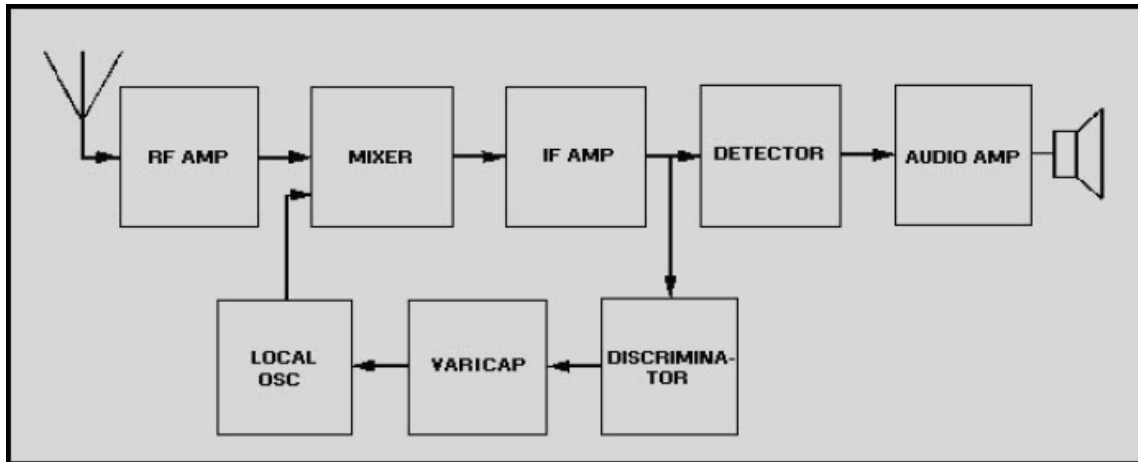 RF AMP
MIXER
IF AMP
DETECTOR
AUDIO AMP
LOCAL
OSC
VARICAP
DISCRIMINA-
TOR